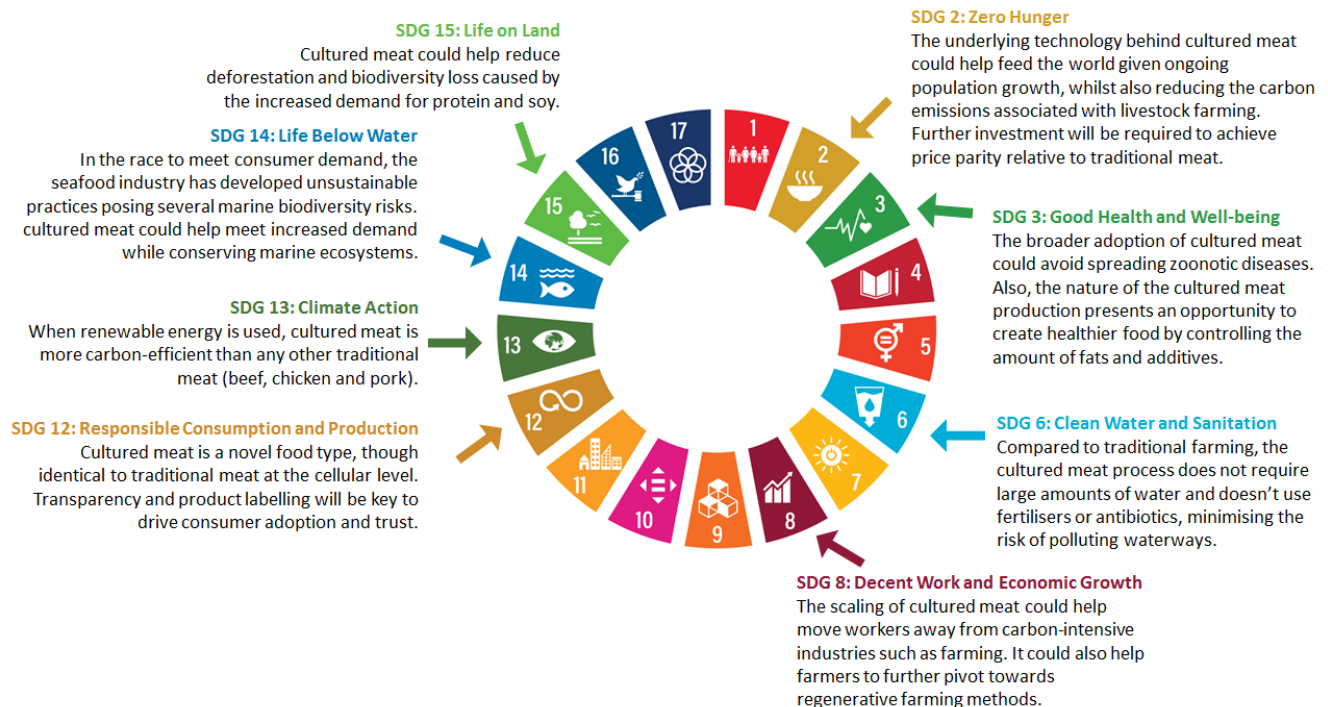 SDG 15: Life on Land
Cultured meat could help reduce
deforestation and biodiversity loss caused by
the increased demand for protein and soy.
SDG 14: Life Below Water
In the race to meet consumer demand, the
seafood industry has developed unsustainable
practices posing several marine biodiversity risks.
cultured meat could help meet increased demand
while conserving marine ecosystems.
SDG 13: Climate Action
When renewable energy is used, cultured meat is
more carbon-efficient than any other traditional
meat (beef, chicken and pork).
SDG 12: Responsible Consumption and Production
Cultured meat is a novel food type, though
identical to traditional meat at the cellular level.
Transparency and product labelling will be key to
drive consumer adoption and trust.
1
2
3
4
5
6
7
8
9
10
11
12
13
14
15
16
17
SDG 2: Zero Hunger
The underlying technology behind cultured meat
could help feed the world given ongoing
population growth, whilst also reducing the carbon
emissions associated with livestock farming.
Further investment will be required to achieve
price parity relative to traditional meat.
SDG 3: Good Health and Well-being
The broader adoption of cultured meat
could avoid spreading zoonotic diseases.
Also, the nature of the cultured meat
production presents an opportunity to
create healthier food by controlling the
amount of fats and additives.
SDG 6: Clean Water and Sanitation
Compared to traditional farming, the
cultured meat process does not require
large amounts of water and doesn't use
fertilisers or antibiotics, minimising the
risk of polluting waterways.
SDG 8: Decent Work and Economic Growth
The scaling of cultured meat could help
move workers away from carbon-intensive
industries such as farming. It could also help
farmers to further pivot towards
regenerative farming methods.